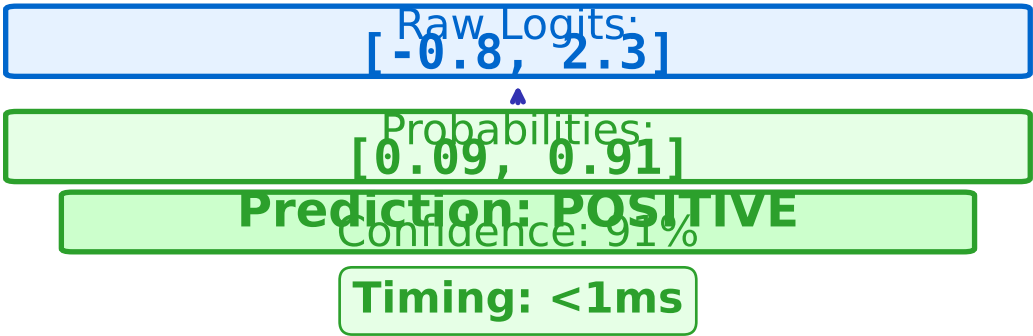 Raw Logits:
[-0.8, 2.3]
Probabilities:
[0.09, 0.91]
Prediction: POSITIVE
Confidence: 91%
Timing: <1ms